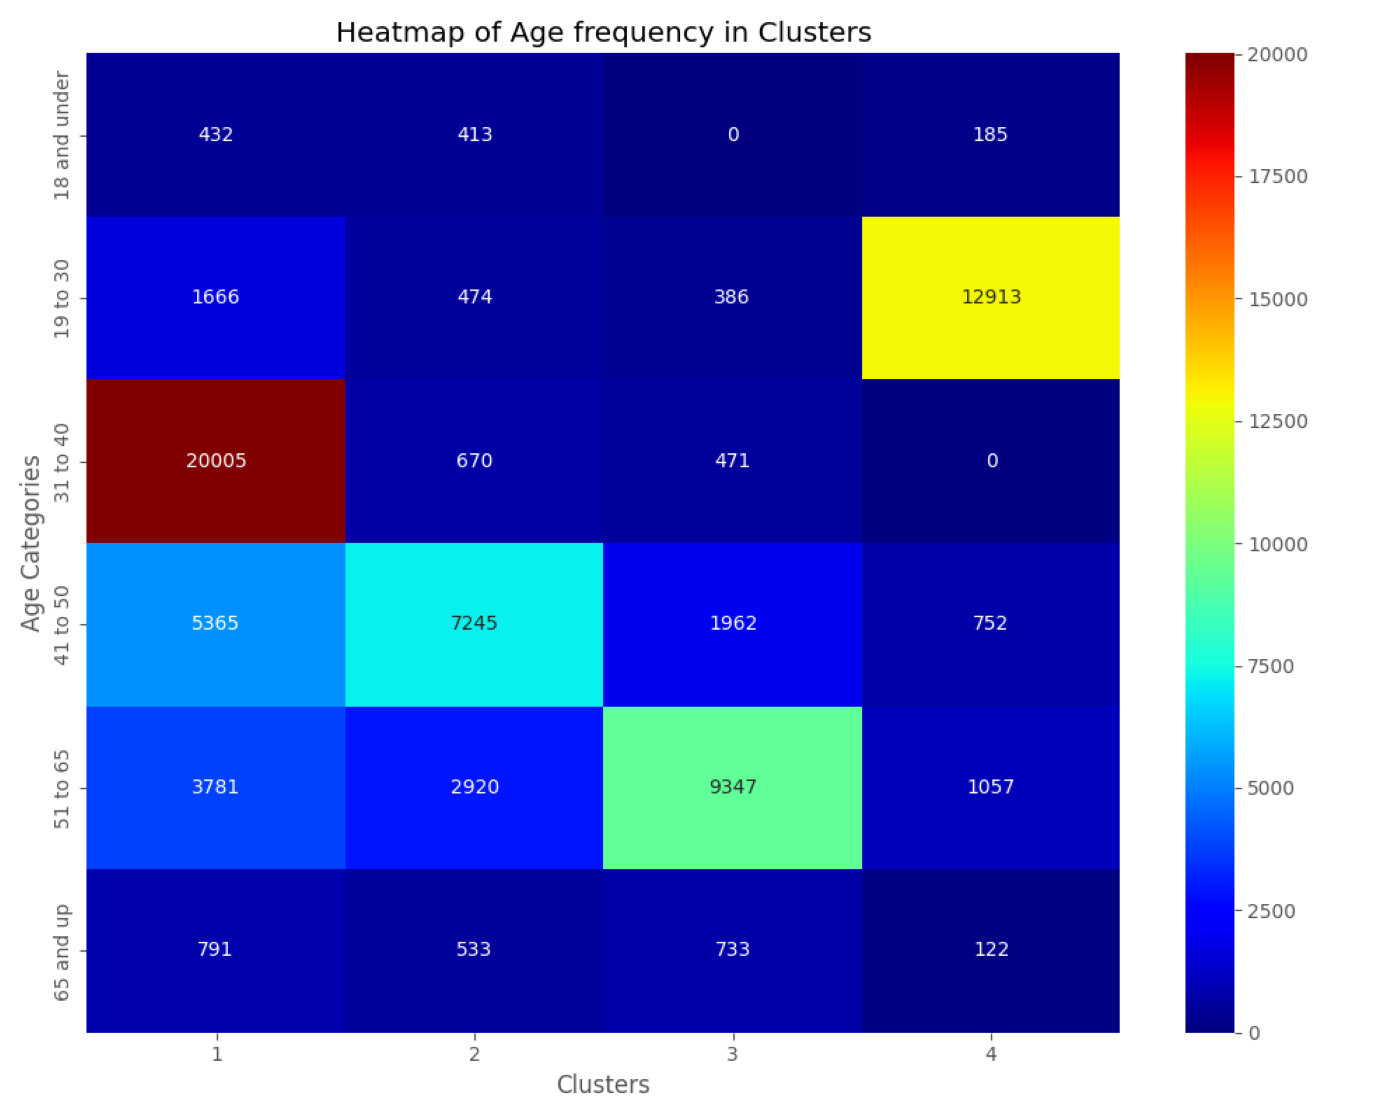 Heatmap of Age frequency in Clusters
Age Categories
18 and under
432 413 0 185
19 to 30
1666 474 386 12913
31 to 40
20005 670 471 0
41 to 50
5365 7245 1962 752
51 to 65
3781 2920 9347 1057
65 and up
791 533 733 122
1 2 3 4
Clusters
20000
17500
15000
12500
10000
7500
5000
2500
0